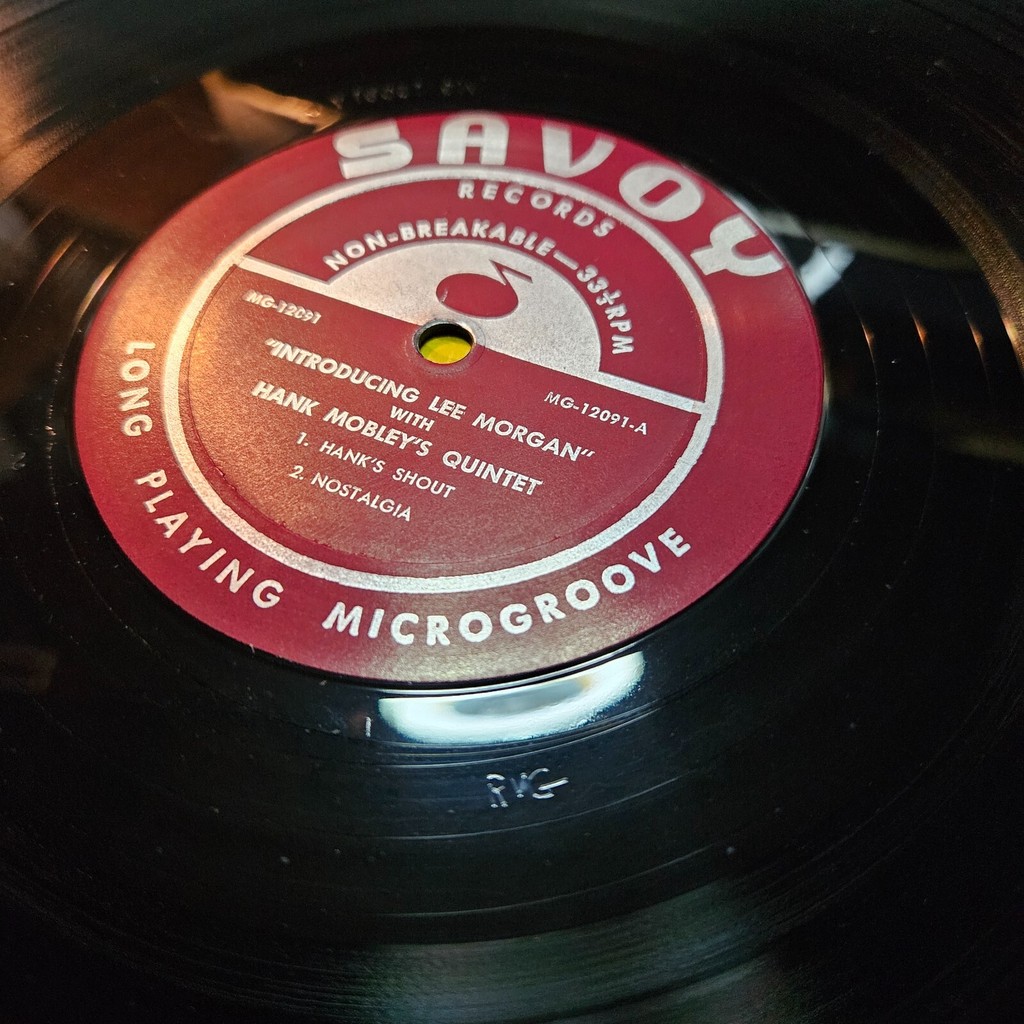 SAVOY
RECORDS
NON-BREAKABLE—33⅓RPM
MG-12091
MG-12091-A
"INTRODUCING LEE MORGAN"
WITH
HANK MOBLEY'S QUINTET
1. HANK'S SHOUT
2. NOSTALGIA
LONG PLAYING MICROGROOVE
RVG